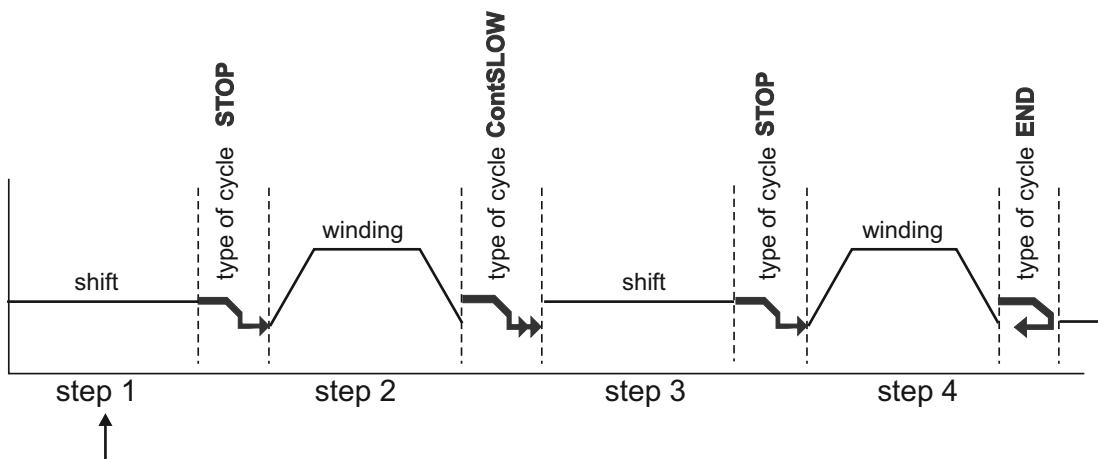 type of cycle STOP
type of cycle ContSLOW
type of cycle STOP
type of cycle END
shift
winding
shift
winding
step 1
step 2
step 3
step 4